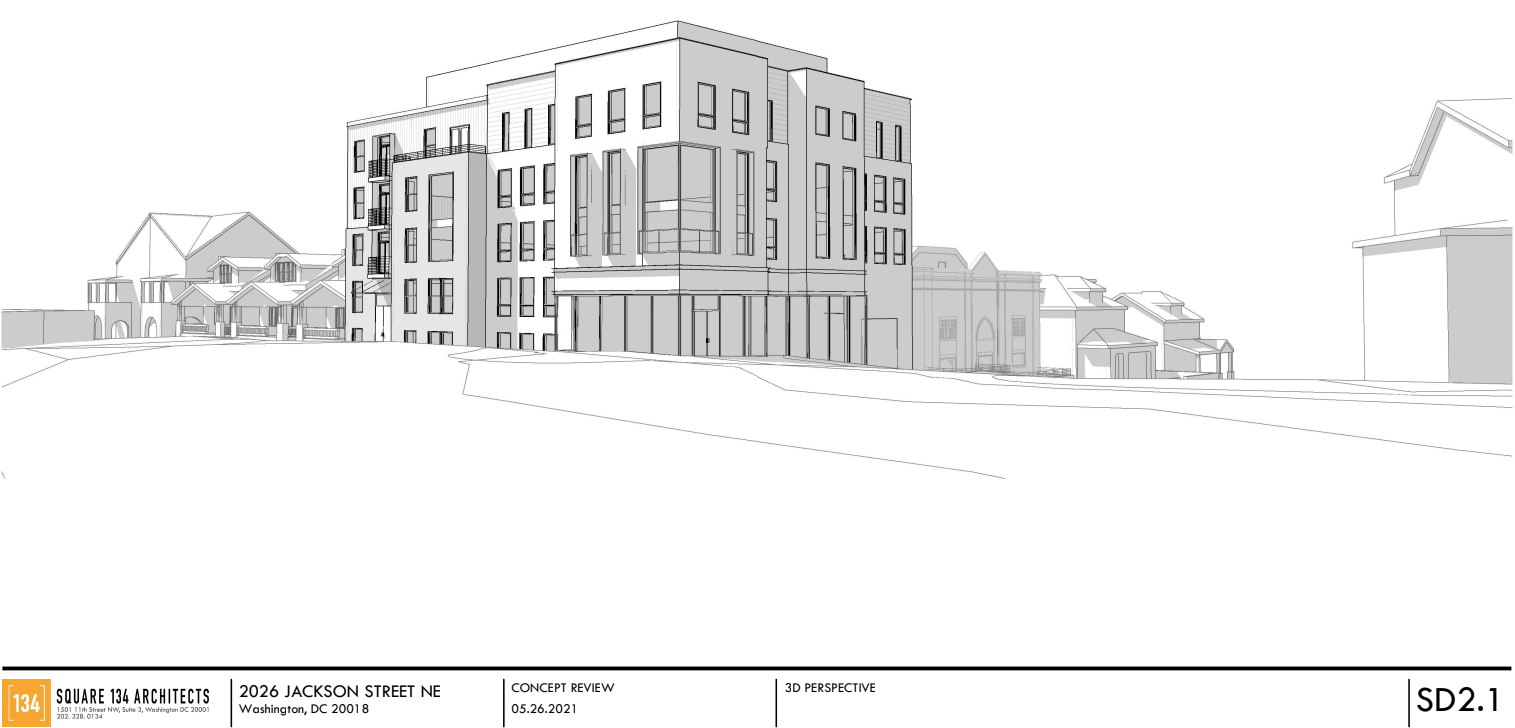 [134]
SQUARE 134 ARCHITECTS
1501 11th Street NW, Suite 3, Washington DC 20001
202. 328. 0134
2026 JACKSON STREET NE
Washington, DC 20018
CONCEPT REVIEW
05.26.2021
3D PERSPECTIVE
SD2.1